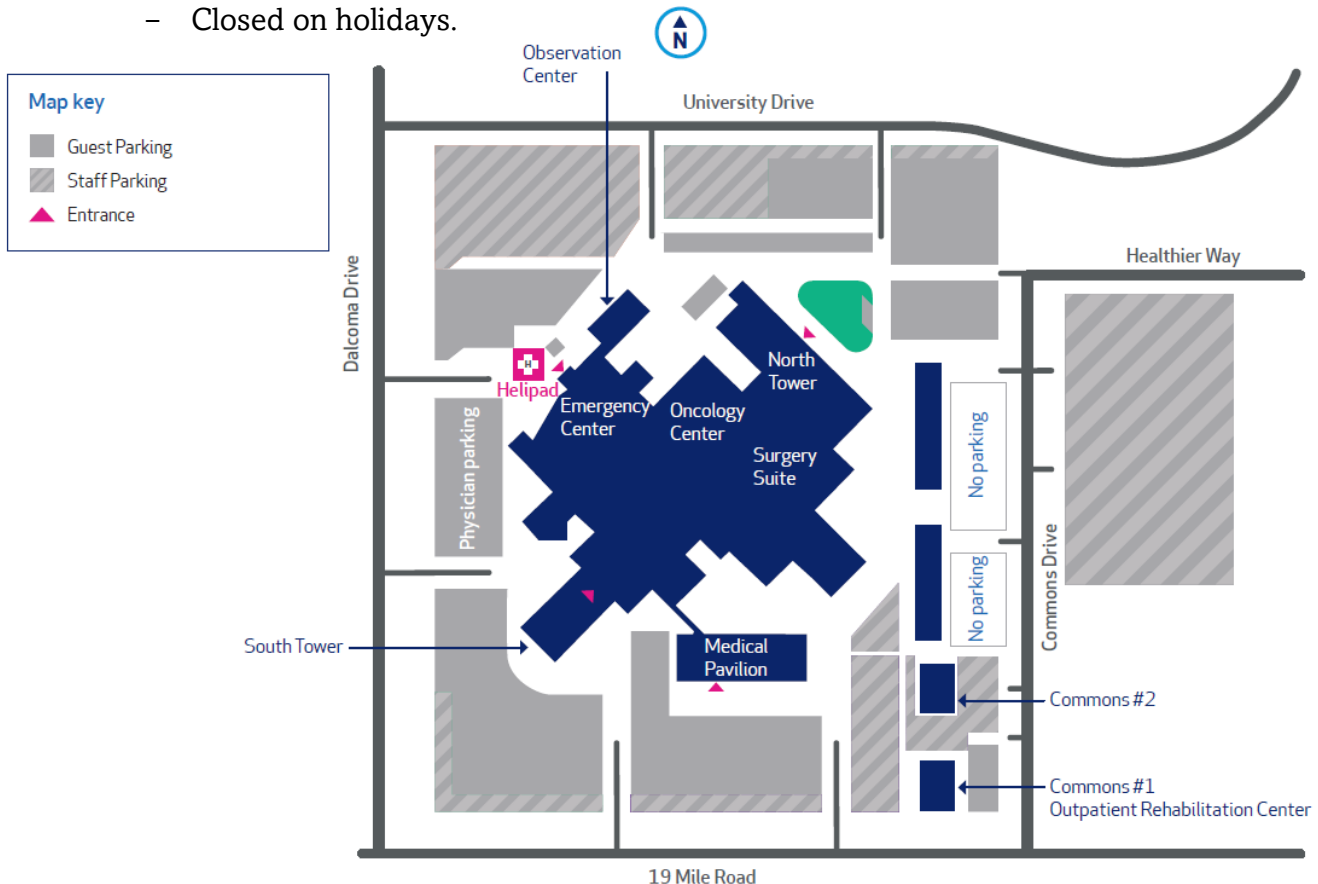 – Closed on holidays.
N
Observation
Center
Map key
Guest Parking
Staff Parking
Entrance
University Drive
Healthier Way
Dalcoma Drive
H
Helipad
North
Tower
Emergency
Center
Oncology
Center
Surgery
Suite
Physician parking
No parking
No parking
Commons Drive
South Tower
Medical
Pavilion
Commons #2
Commons #1
Outpatient Rehabilitation Center
19 Mile Road